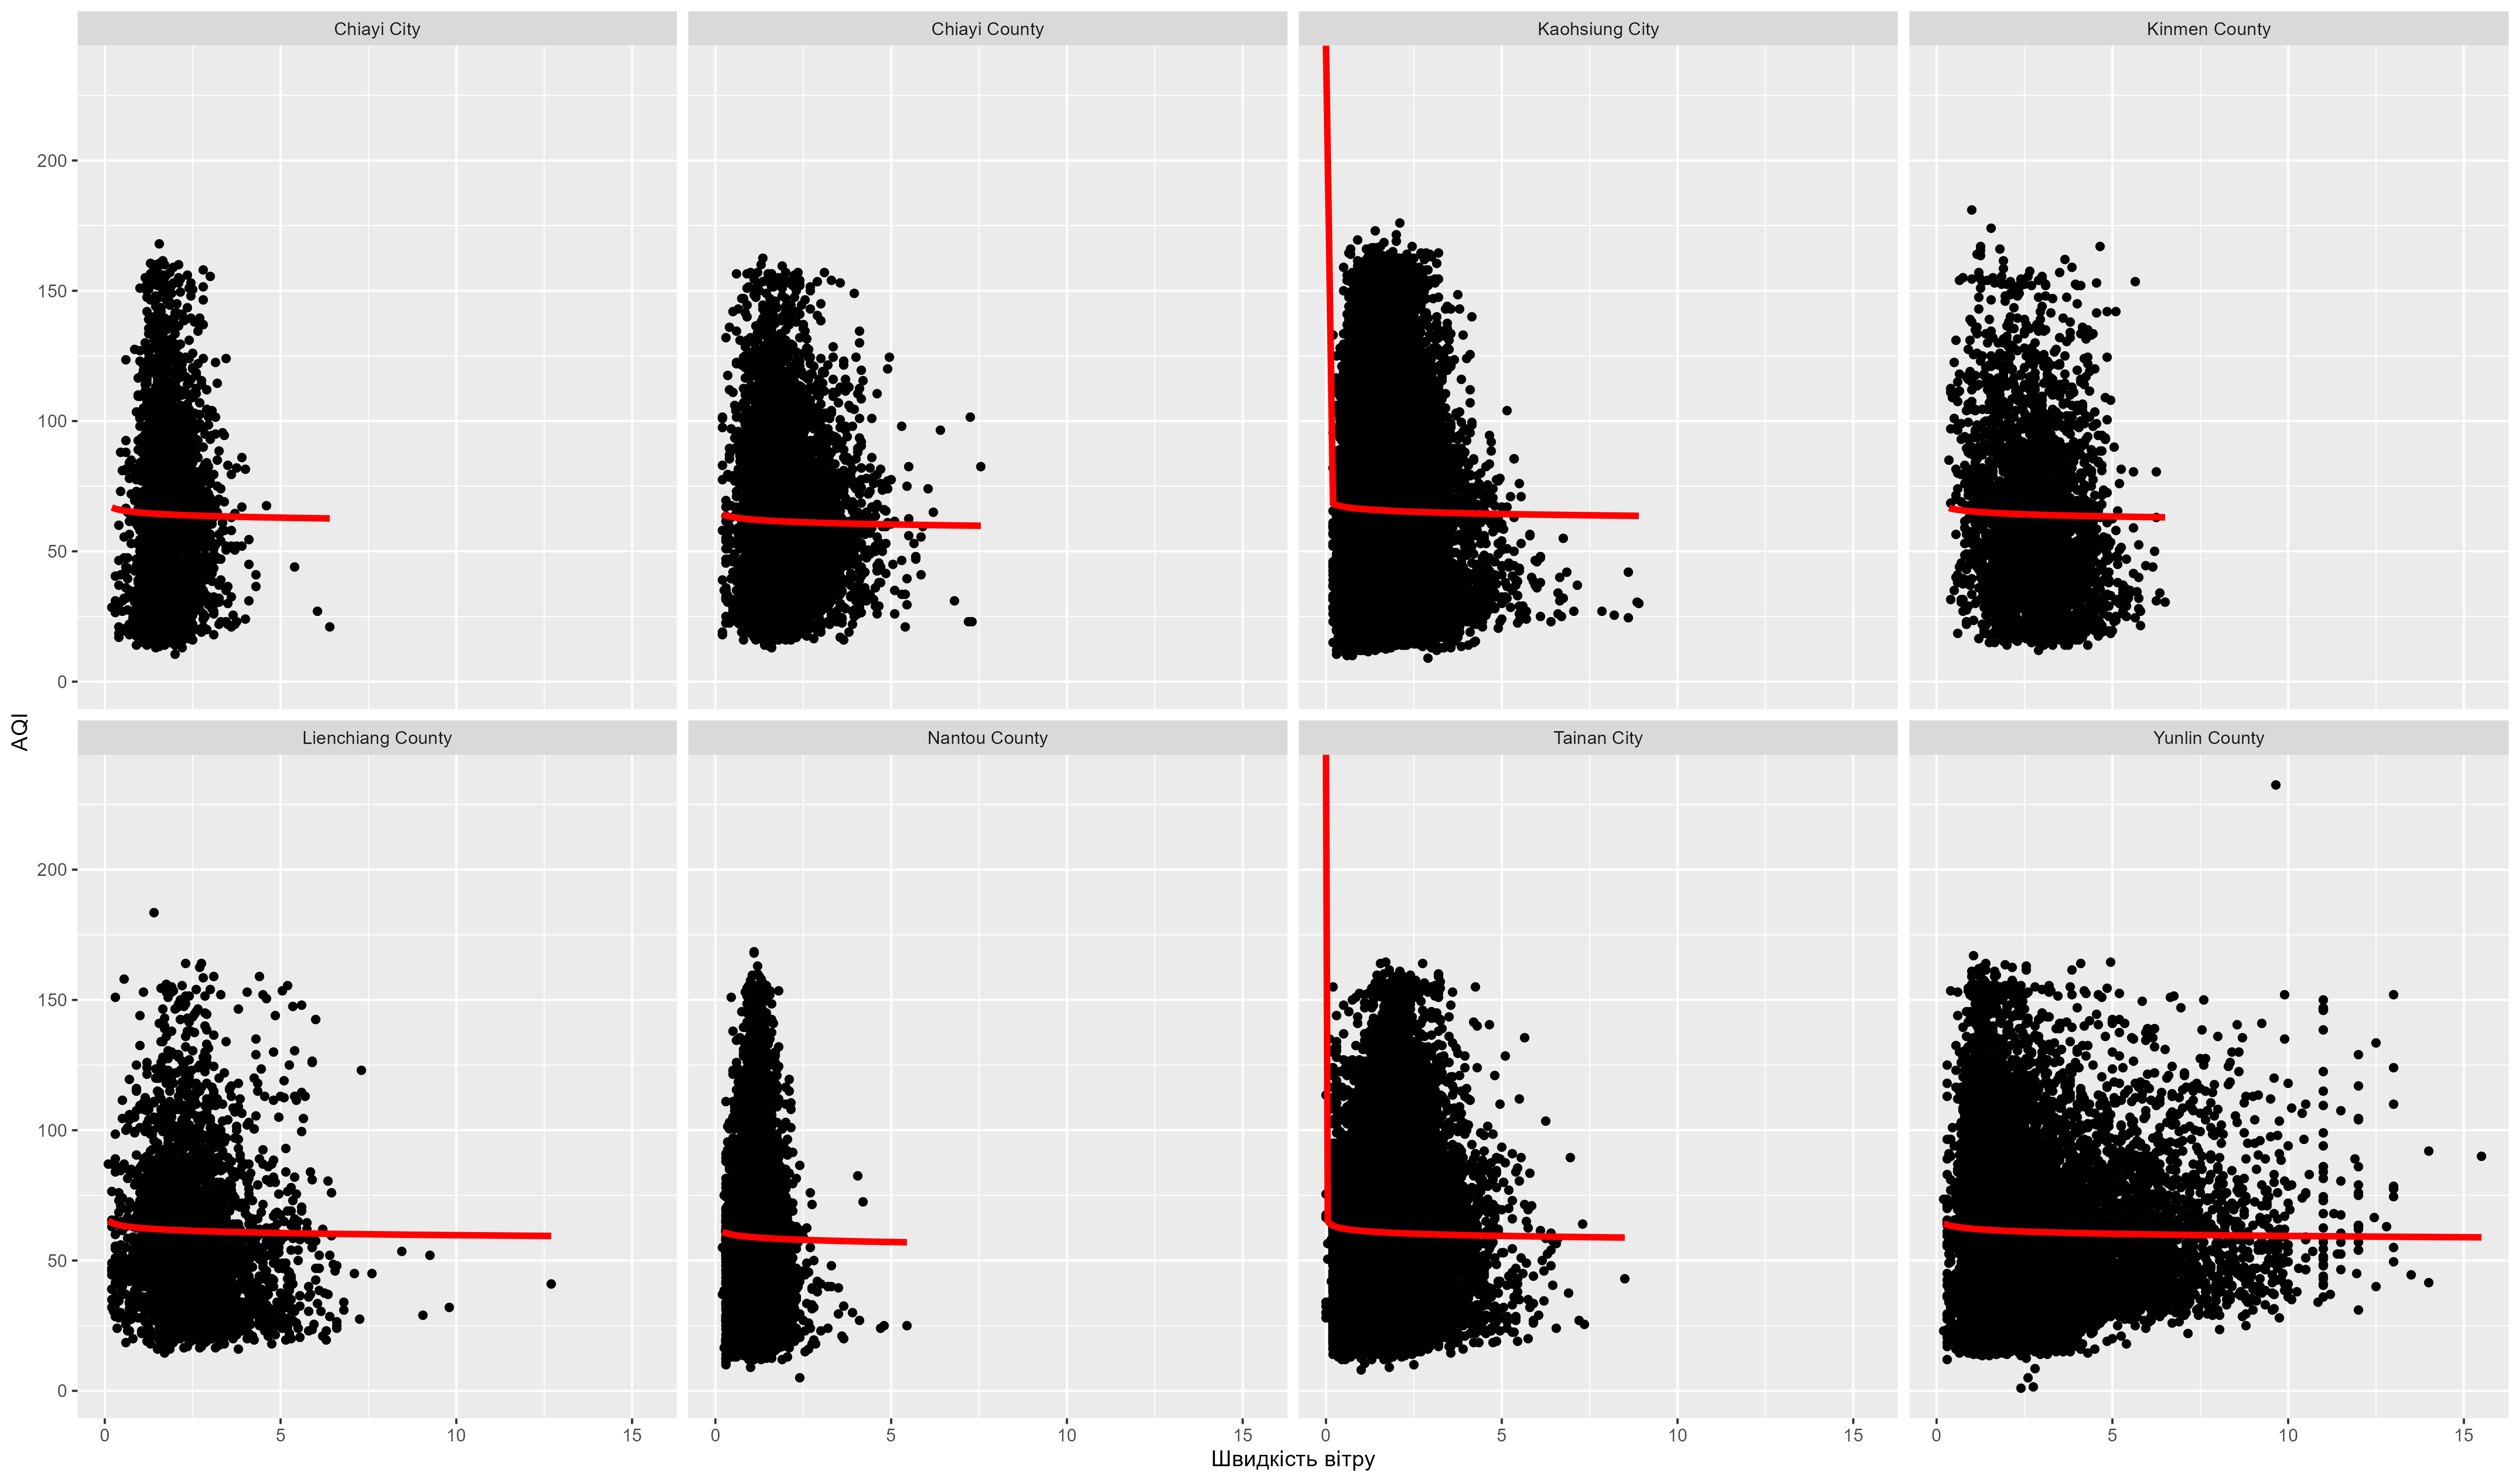 Chiayi City
Chiayi County
Kaohsiung City
Kinmen County
200
150
100
50
0
AQI
Lienchiang County
Nantou County
Tainan City
Yunlin County
200
150
100
50
0
0 5 10 15
0 5 10 15
0 5 10 15
0 5 10 15
Швидкість вітру